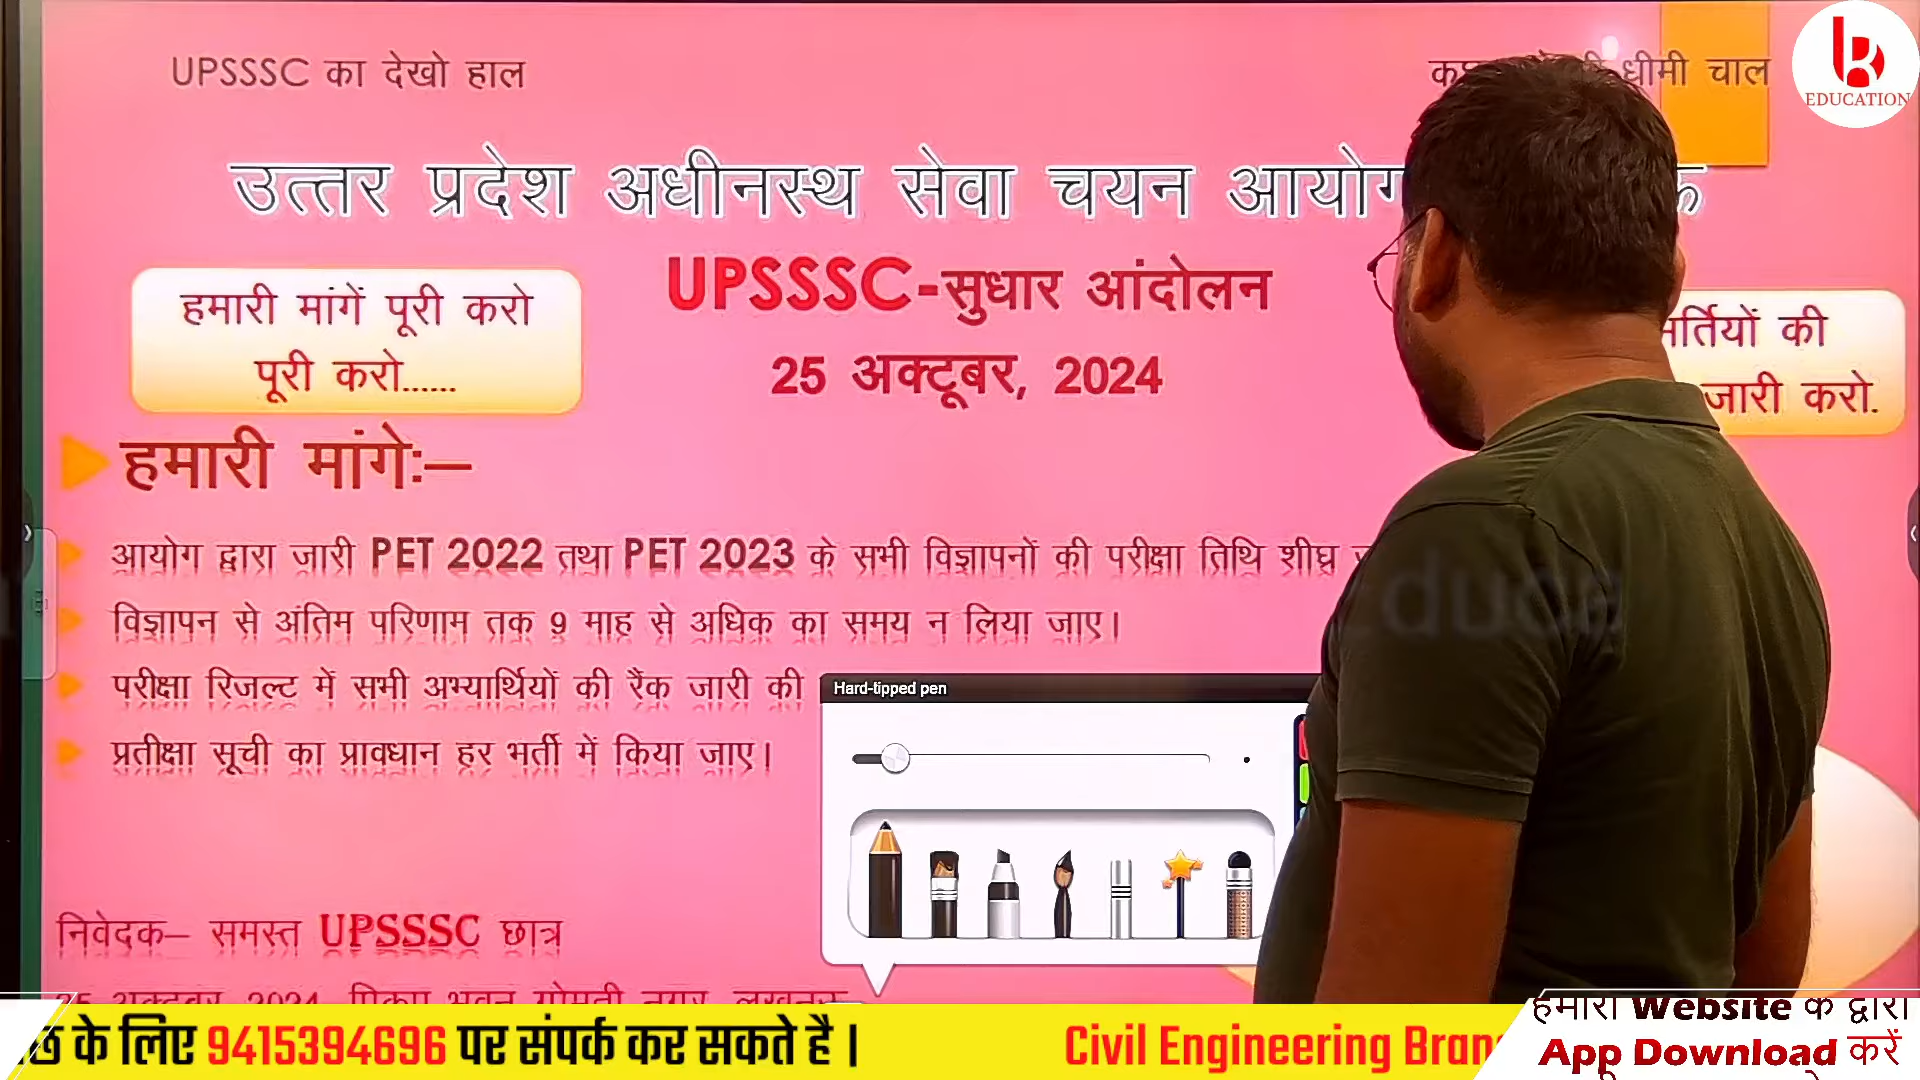 UPSSSC का देखो हाल
धीमी चाल
EDUCATION
उत्तर प्रदेश अधीनस्थ सेवा चयन आयोग
UPSSSC-सुधार आंदोलन
25 अक्टूबर, 2024
हमारी मांगें पूरी करो
पूरी करो......
की
जारी करो.
हमारी मांगेः–
आयोग द्वारा जारी PET 2022 तथा PET 2023 के सभी विज्ञापनों की परीक्षा तिथि शीघ्र
विज्ञापन से अंतिम परिणाम तक 9 माह से अधिक का समय न लिया जाए।
परीक्षा रिजल्ट में सभी अभ्यार्थियों की रैंक जारी की
प्रतीक्षा सूची का प्रावधान हर भर्ती में किया जाए।
Hard-tipped pen
निवेदक– समस्त UPSSSC छात्र
के लिए 9415394696 पर संपर्क कर सकते है।
Civil Engineering
हमारी Website के द्वारा
App Download करें